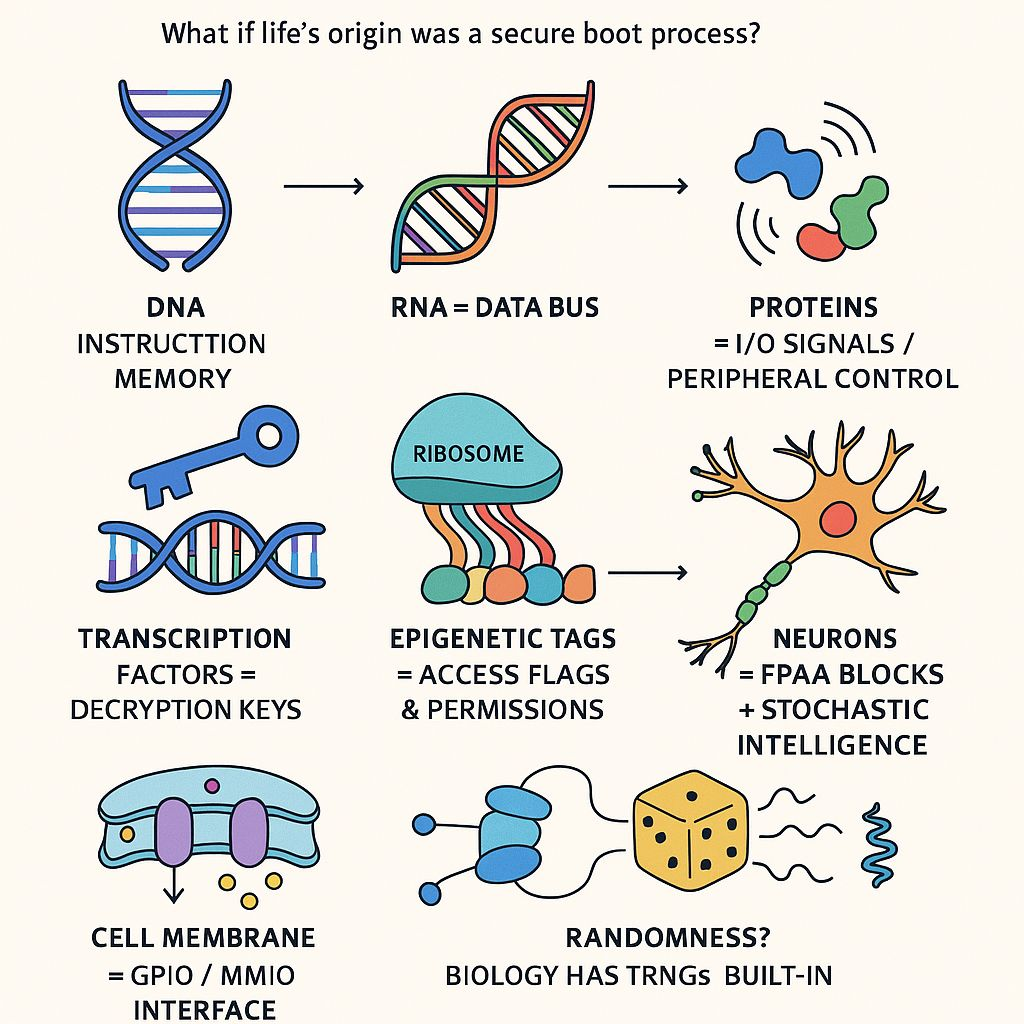 What if life's origin was a secure boot process?
DNA
INSTRUCTTION
MEMORY
RNA = DATA BUS
PROTEINS
= I/O SIGNALS /
PERIPHERAL CONTROL
TRANSCRIPTION
FACTORS =
DECRYPTION KEYS
RIBOSOME
EPIGENETIC TAGS
= ACCESS FLAGS
& PERMISSIONS
NEURONS
= FPAA BLOCKS
+ STOCHASTIC
INTELLIGENCE
CELL MEMBRANE
= GPIO / MMIO
INTERFACE
RANDOMNESS?
BIOLOGY HAS TRNGs BUILT-IN